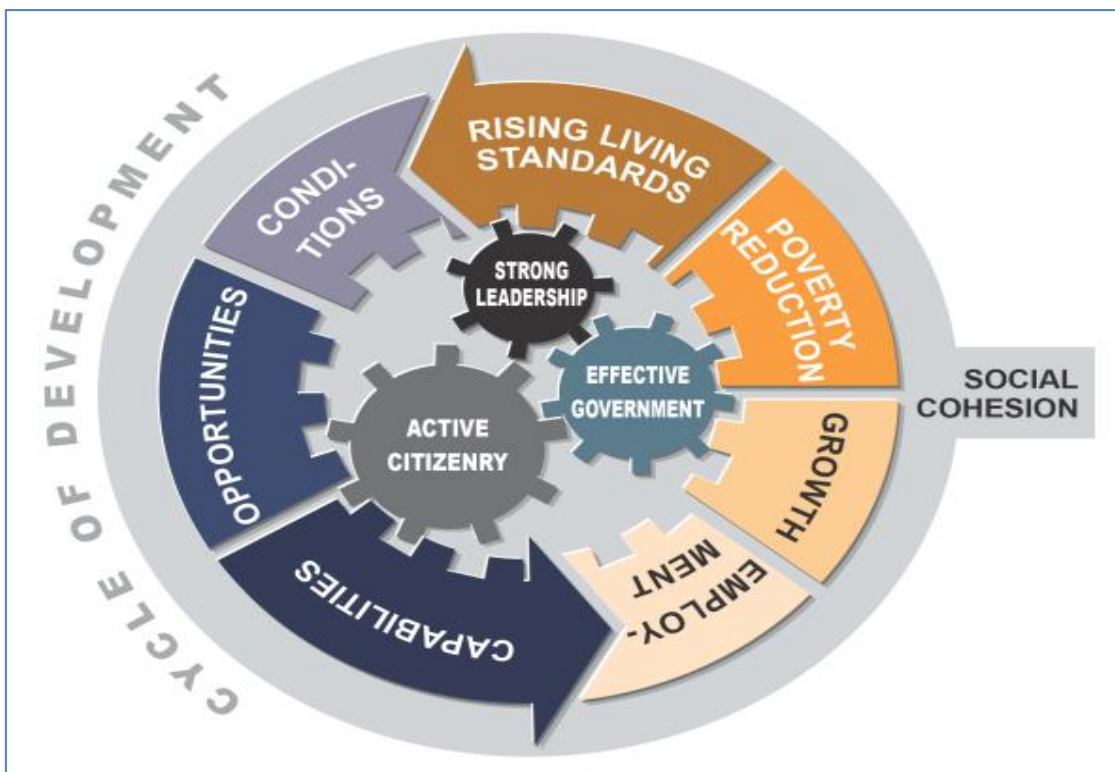 CYCLE OF DEVELOPMENT
RISING LIVING
STANDARDS
POVERTY
REDUCTION
GROWTH
EMPLOY-
MENT
CAPABILITIES
OPPORTUNITIES
CONDI-
TIONS
STRONG
LEADERSHIP
EFFECTIVE
GOVERNMENT
ACTIVE
CITIZENRY
SOCIAL
COHESION